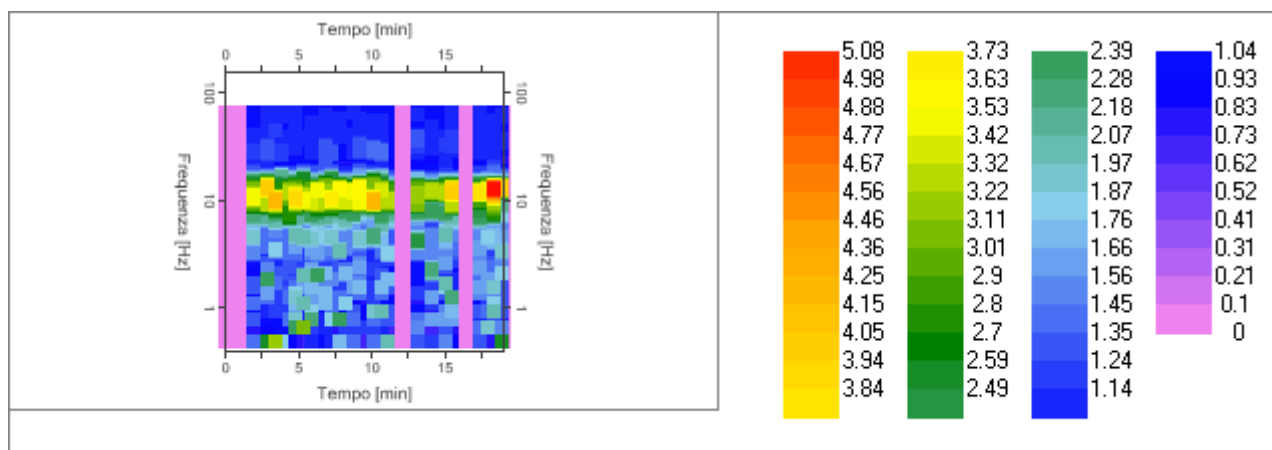 Tempo [min]
0 5 10 15
100 100
Frequenza [Hz] Frequenza [Hz]
10 10
1 1
0 5 10 15
Tempo [min]
5.08 3.73 2.39 1.04
4.98 3.63 2.28 0.93
4.88 3.53 2.18 0.83
4.77 3.42 2.07 0.73
4.67 3.32 1.97 0.62
4.56 3.22 1.87 0.52
4.46 3.11 1.76 0.41
4.36 3.01 1.66 0.31
4.25 2.9 1.56 0.21
4.15 2.8 1.45 0.1
4.05 2.7 1.35 0
3.94 2.59 1.24
3.84 2.49 1.14